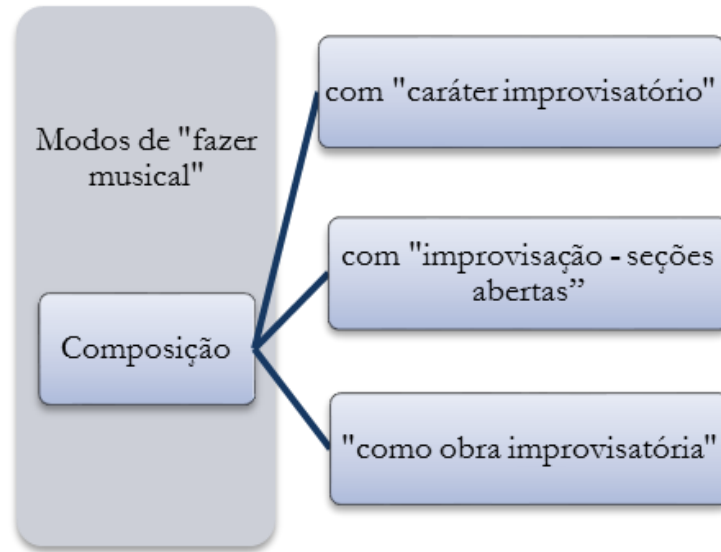 Modos de "fazer
musical"
Composição
com "caráter improvisatório"
com "improvisação - seções
abertas”
"como obra improvisatória"